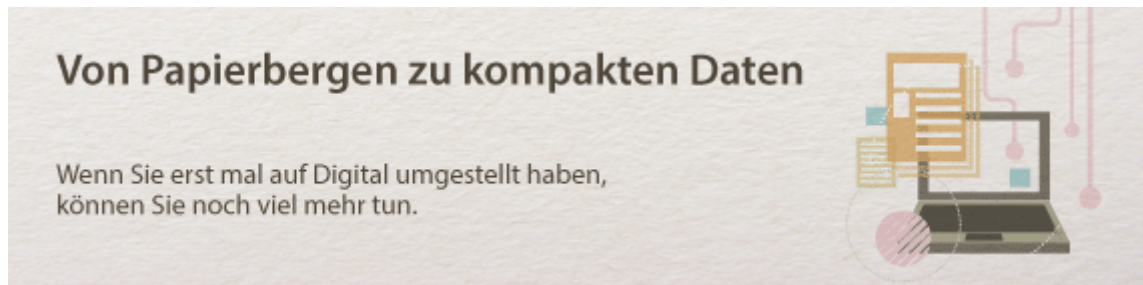 Von Papierbergen zu kompakten Daten
Wenn Sie erst mal auf Digital umgestellt haben,
können Sie noch viel mehr tun.